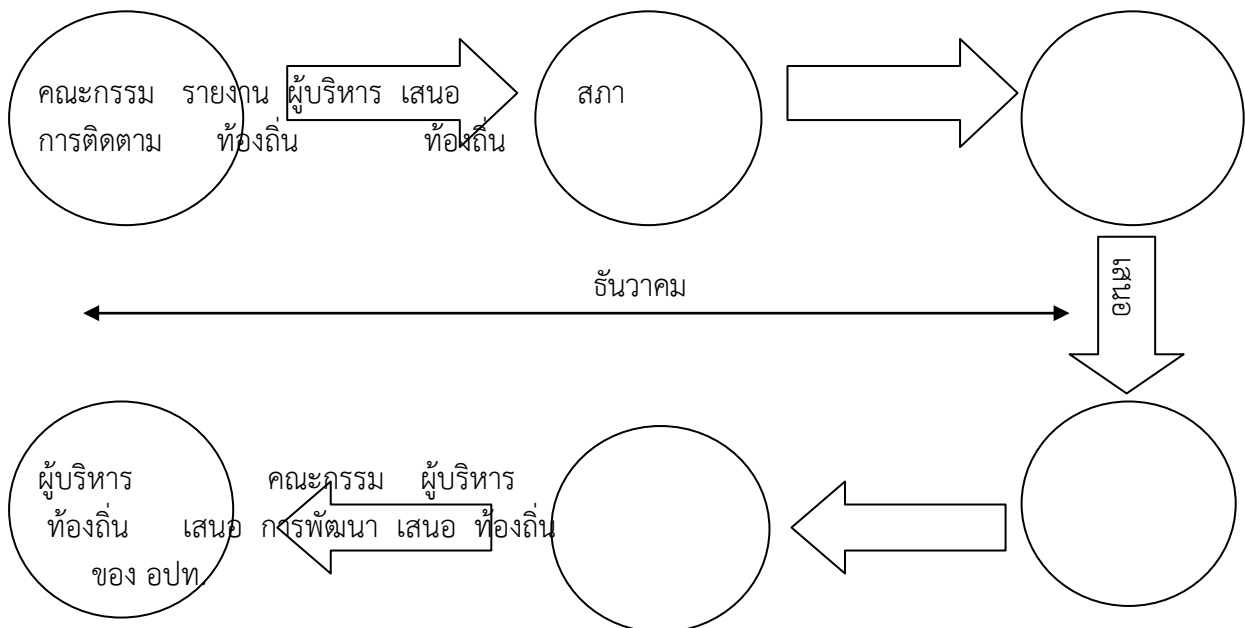 คณะกรรม รายงาน ผู้บริหาร เสนอ สภา
การติดตาม ท้องถิ่น ท้องถิ่น
ธันวาคม
เสนอ
ผู้บริหาร คณะกรรม ผู้บริหาร
ท้องถิ่น เสนอ การพัฒนา เสนอ ท้องถิ่น
ของ อปท.